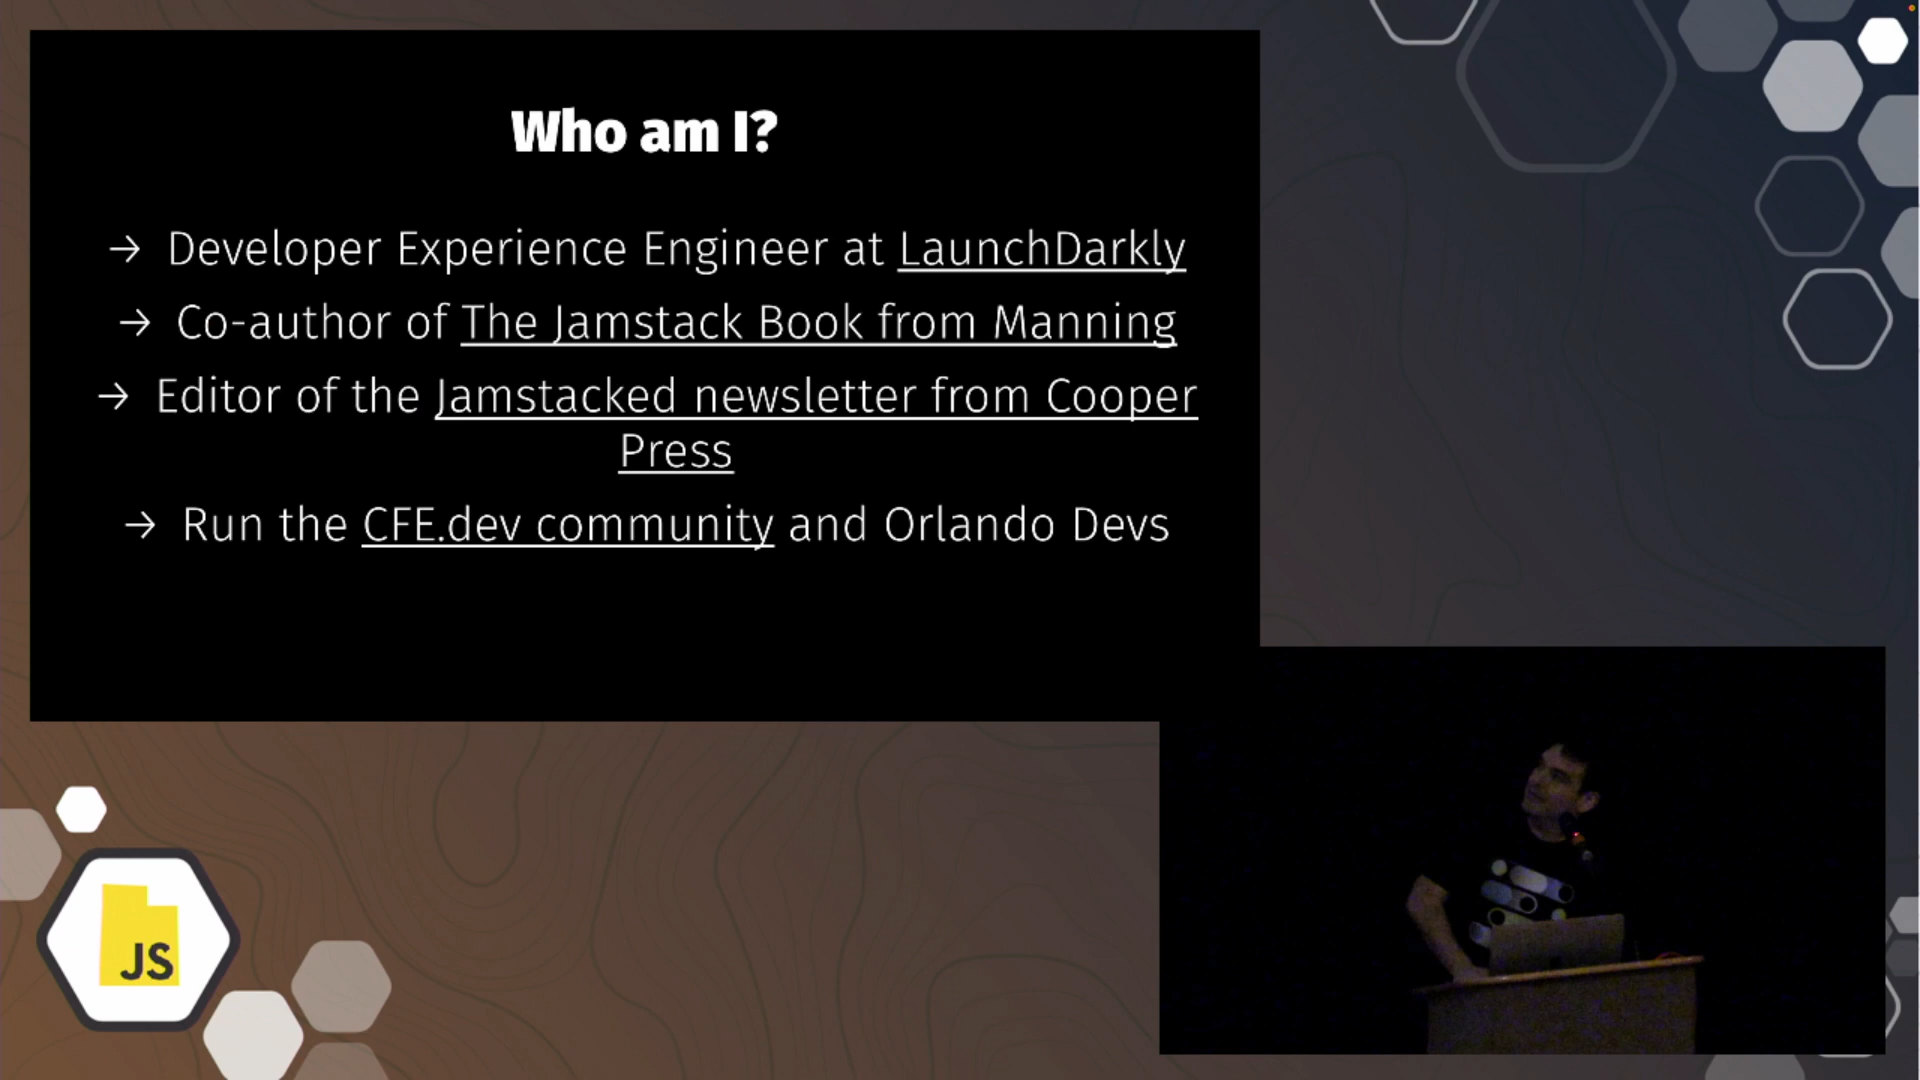 Who am I?
→ Developer Experience Engineer at LaunchDarkly
→ Co-author of The Jamstack Book from Manning
→ Editor of the Jamstacked newsletter from Cooper
Press
→ Run the CFE.dev community and Orlando Devs
JS